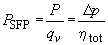 P_SFP = P / q_v = Δp / η_tot